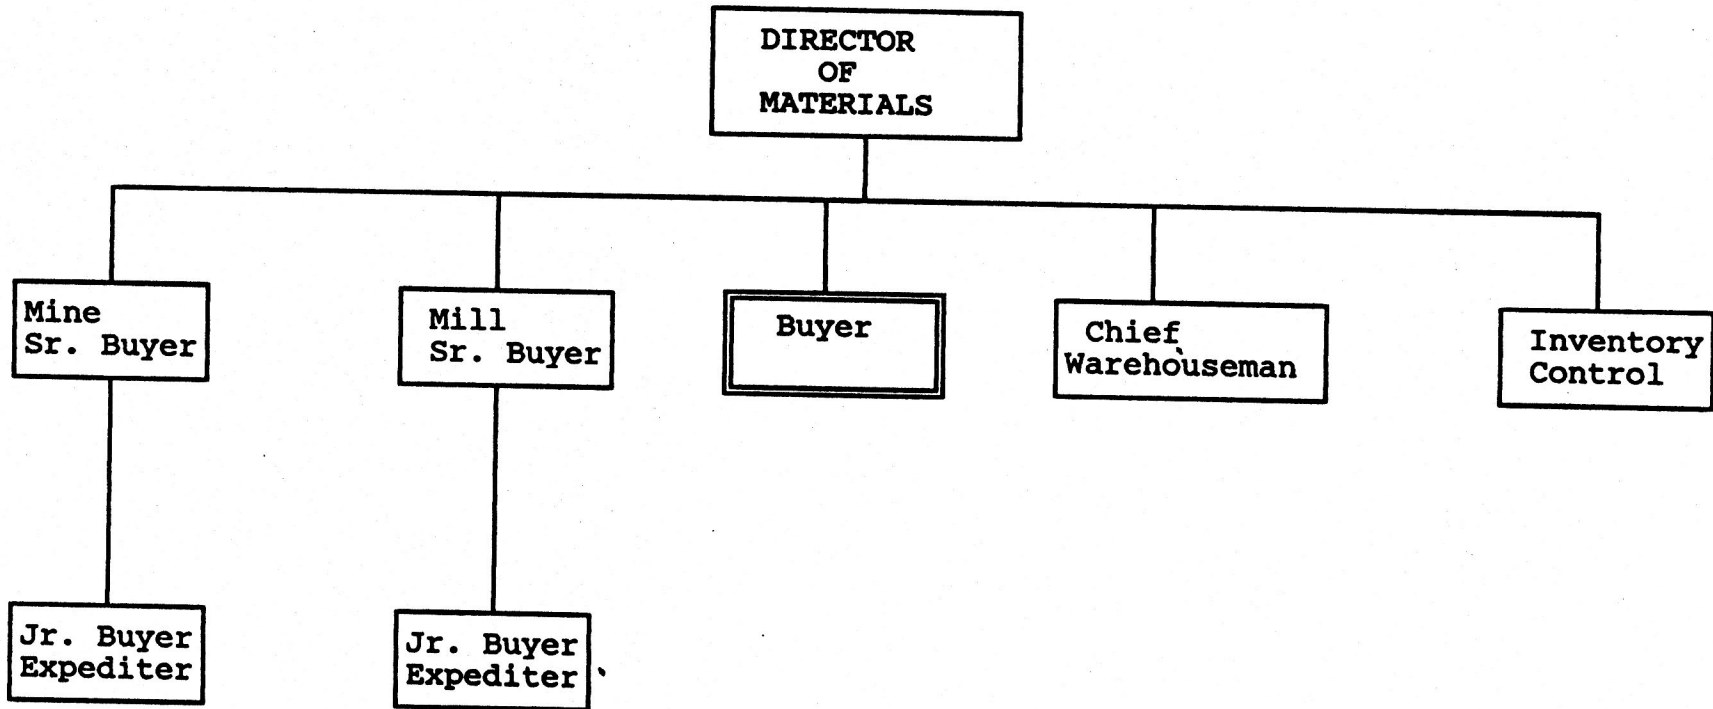 DIRECTOR
OF
MATERIALS
Mine
Sr. Buyer
Mill
Sr. Buyer
Buyer
Chief
Warehouseman
Inventory
Control
Jr. Buyer
Expediter
Jr. Buyer
Expediter